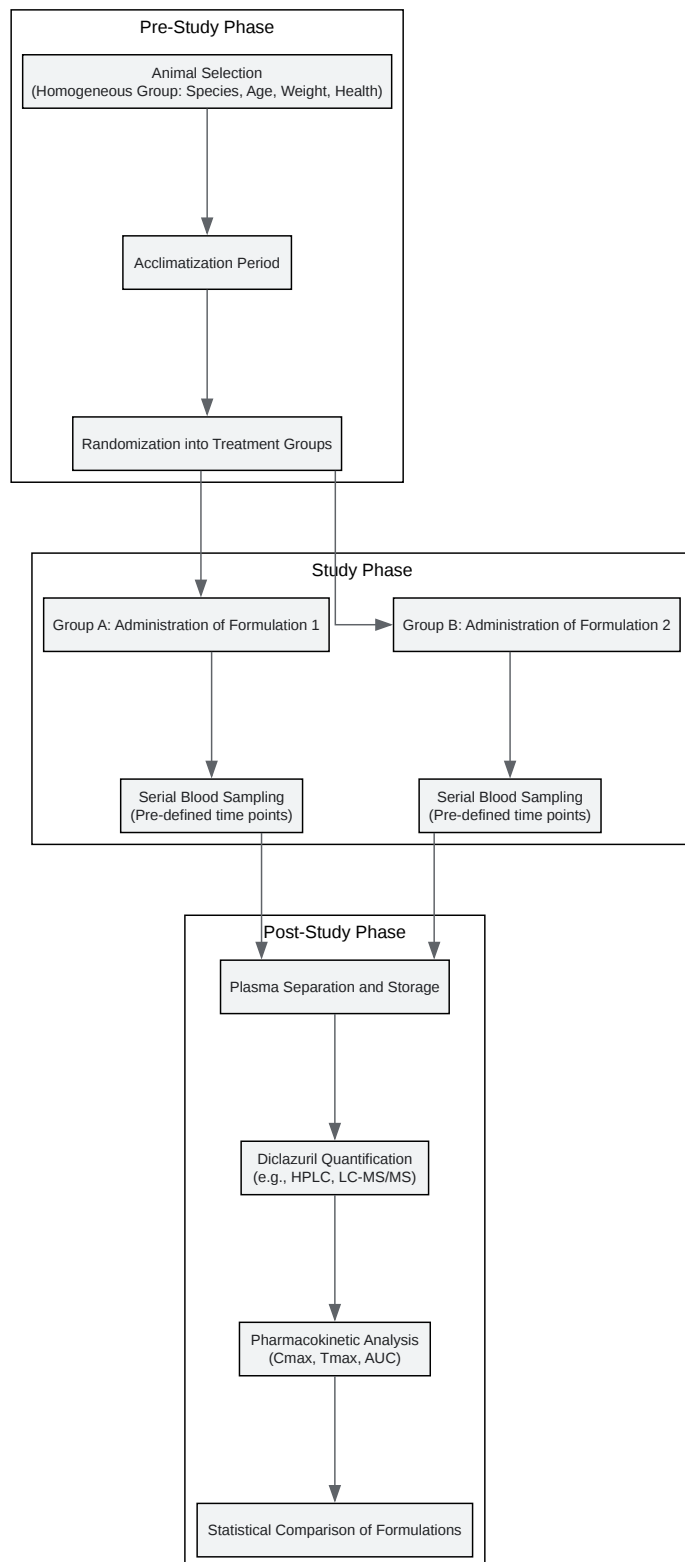 Pre-Study Phase
Animal Selection
(Homogeneous Group: Species, Age, Weight, Health)
Acclimatization Period
Randomization into Treatment Groups
Study Phase
Group A: Administration of Formulation 1
Group B: Administration of Formulation 2
Serial Blood Sampling
(Pre-defined time points)
Serial Blood Sampling
(Pre-defined time points)
Post-Study Phase
Plasma Separation and Storage
Diclazuril Quantification
(e.g., HPLC, LC-MS/MS)
Pharmacokinetic Analysis
(Cmax, Tmax, AUC)
Statistical Comparison of Formulations